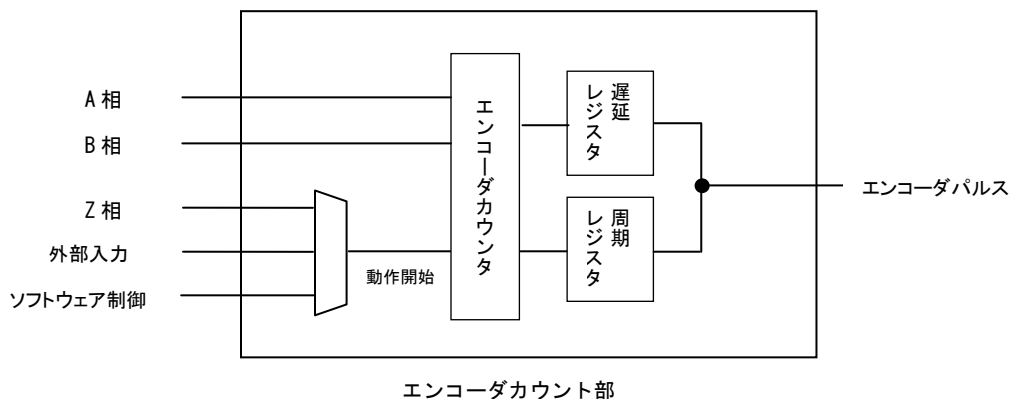 A 相
B 相
Z 相
外部入力
ソフトウェア制御
動作開始
エンコーダカウンタ
遅延
レジスタ
周期
レジスタ
エンコーダパルス
エンコーダカウント部